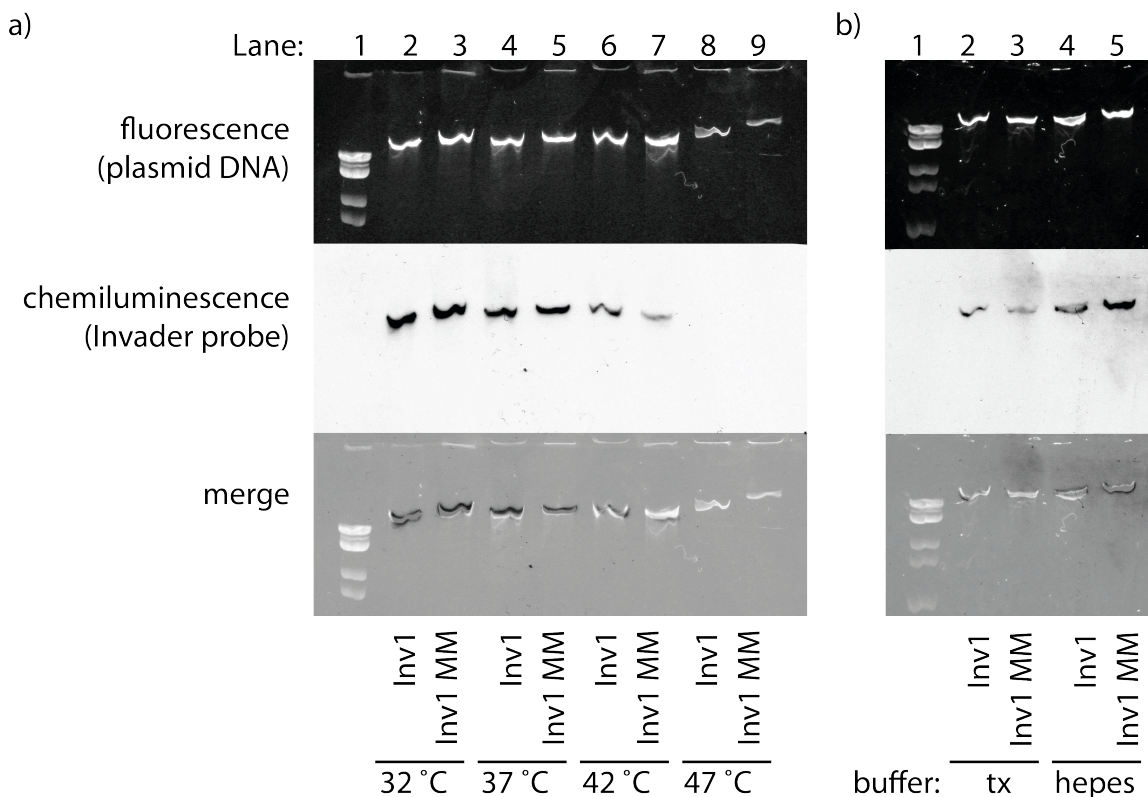 a)
Lane: 1 2 3 4 5 6 7 8 9
fluorescence
(plasmid DNA)
chemiluminescence
(Invader probe)
merge
Inv1
Inv1 MM
Inv1
Inv1 MM
Inv1
Inv1 MM
Inv1
Inv1 MM
32 ˚C 37 ˚C 42 ˚C 47 ˚C
b)
1 2 3 4 5
Inv1
Inv1 MM
Inv1
Inv1 MM
buffer: tx hepes